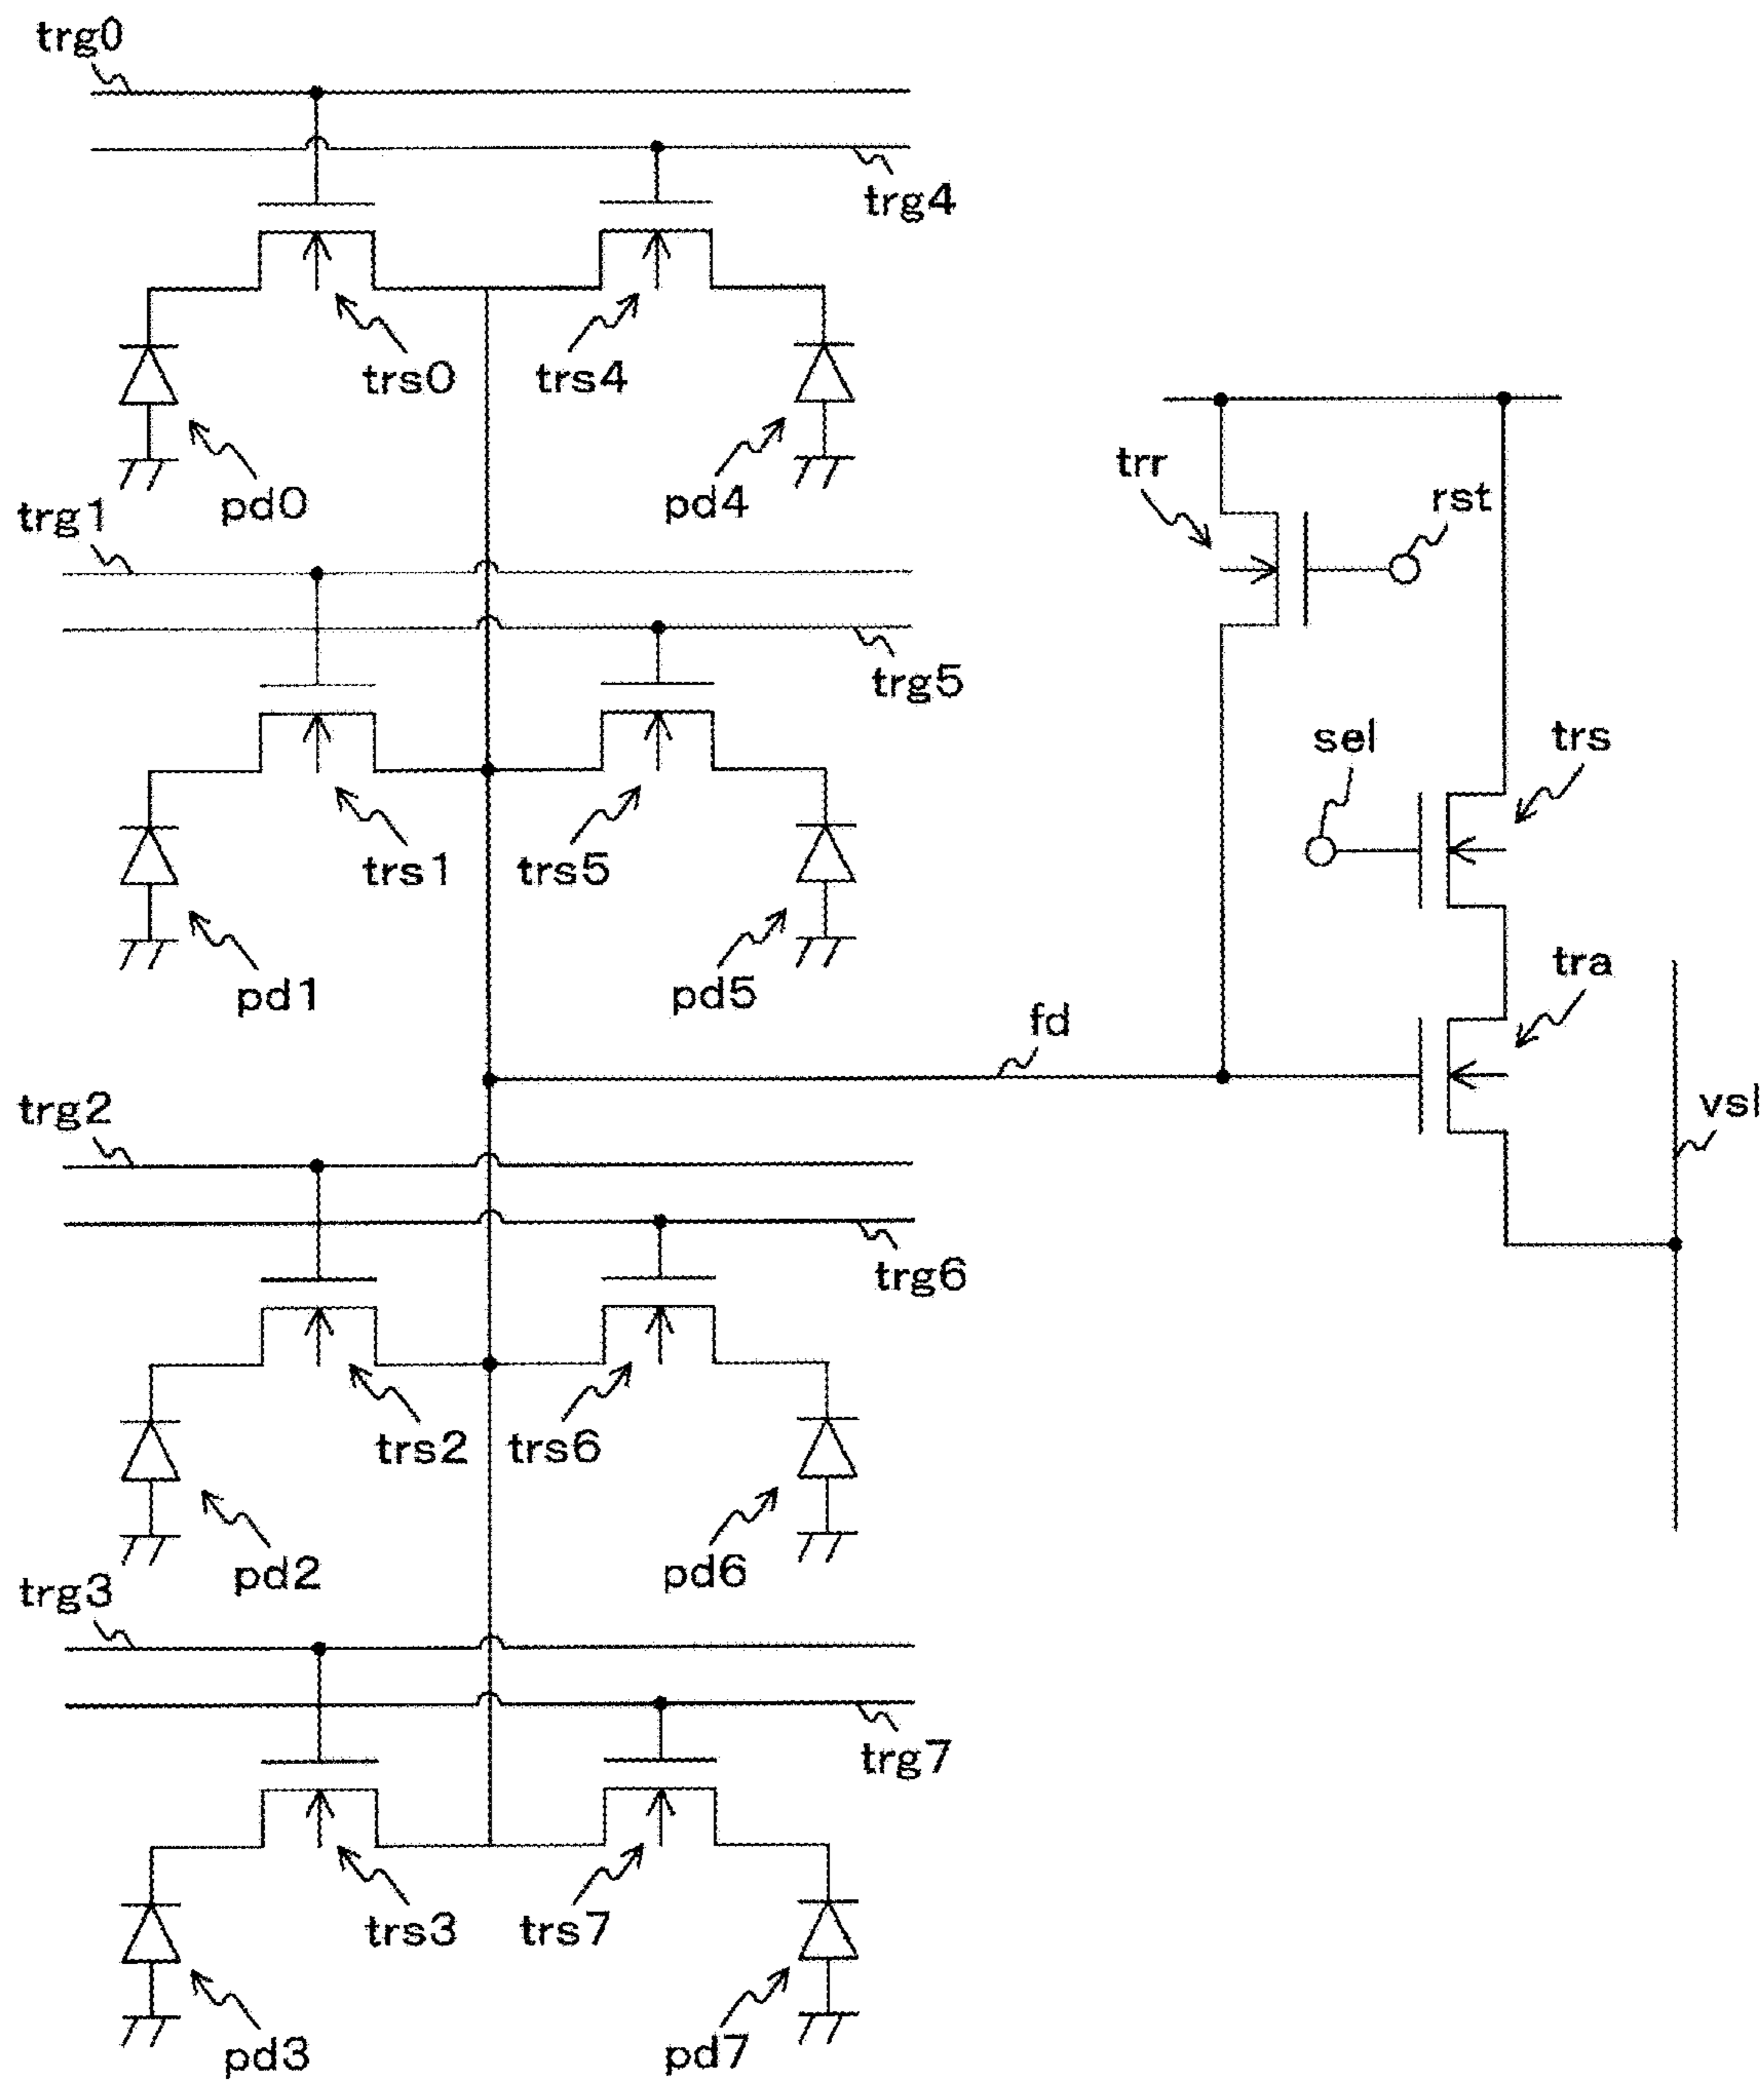 trg0
trg4
trs0
trs4
pd0
pd4
trr
rst
trg1
trg5
sel
trs
trs1
trs5
pd1
pd5
tra
fd
vsl
trg2
trg6
trs2
trs6
pd2
pd6
trg3
trg7
trs3
trs7
pd3
pd7